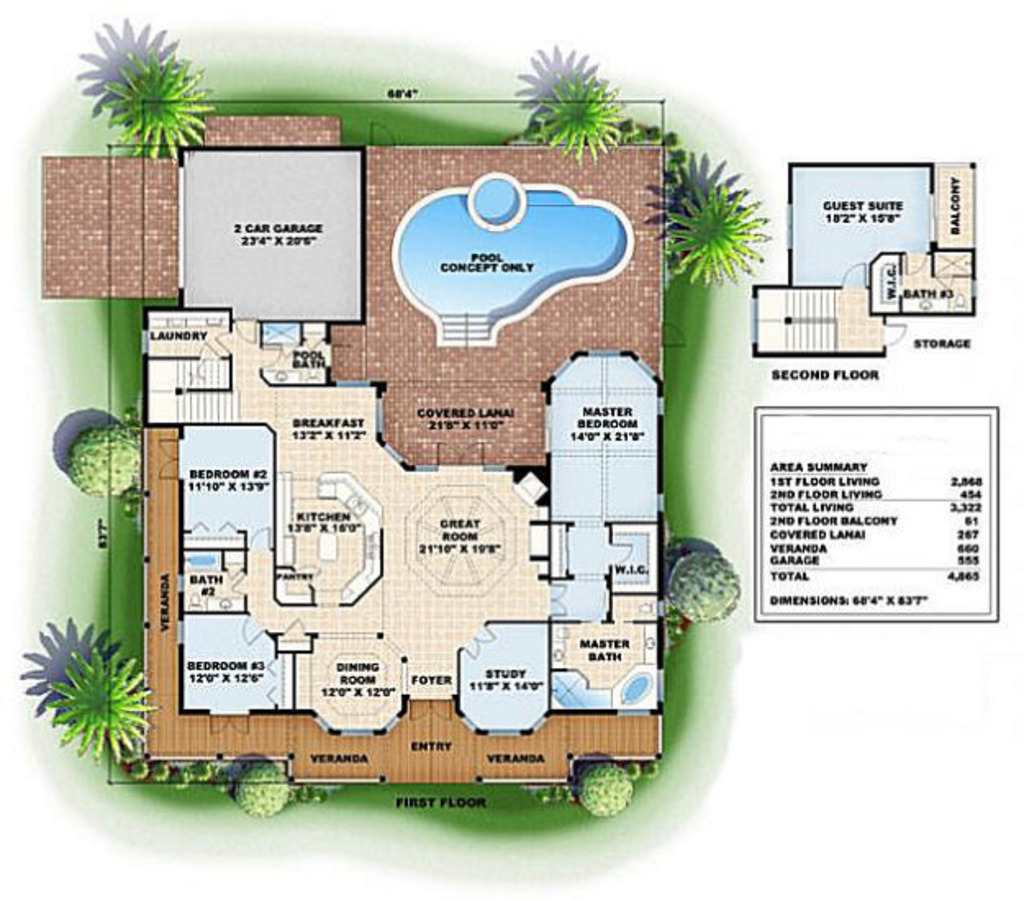 68'4"
83'7"
2 CAR GARAGE
23'4" X 20'6"
POOL
CONCEPT ONLY
LAUNDRY
POOL
BATH
BREAKFAST
13'2" X 11'2"
COVERED LANAI
21'8" X 11'0"
MASTER
BEDROOM
14'0" X 21'8"
BEDROOM #2
11'10" X 13'9"
KITCHEN
13'8" X 16'0"
GREAT
ROOM
21'10" X 19'8"
W.I.C.
PANTRY
BATH
#2
VERANDA
BEDROOM #3
12'0" X 12'6"
DINING
ROOM
12'0" X 12'0"
FOYER
STUDY
11'8" X 14'0"
MASTER
BATH
VERANDA
ENTRY
VERANDA
FIRST FLOOR
GUEST SUITE
18'2" X 15'8"
BALCONY
W.I.C.
BATH #3
STORAGE
SECOND FLOOR
AREA SUMMARY
1ST FLOOR LIVING 2,868
2ND FLOOR LIVING 454
TOTAL LIVING 3,322
2ND FLOOR BALCONY 61
COVERED LANAI 267
VERANDA 660
GARAGE 555
TOTAL 4,865
DIMENSIONS: 68'4" X 83'7"